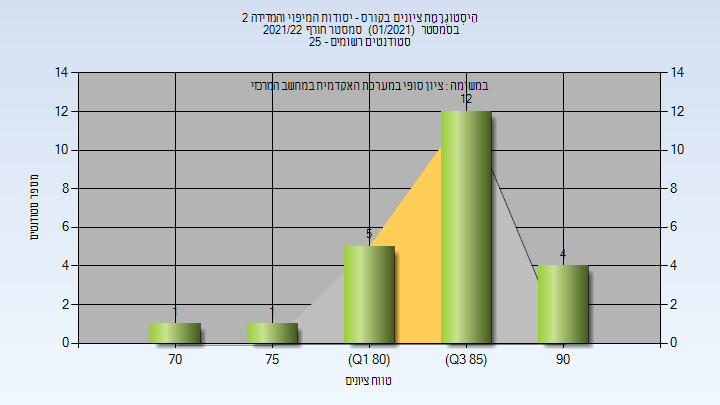 היסטוגרמת ציונים בקורס - יסודות המיפוי והמדידה 2
בסמסטר (01/2021) סמסטר חורף 2021/22
סטודנטים רשומים - 25
במשימה : ציון סופי במערכת האקדמית במחשב המרכזי
14 14
12 12
12
10 10
8 8
6 6
5
4 4
4
2 2
1 1
0 0
70 75 (Q1 80) (Q3 85) 90
טווח ציונים
מספר סטודנטים